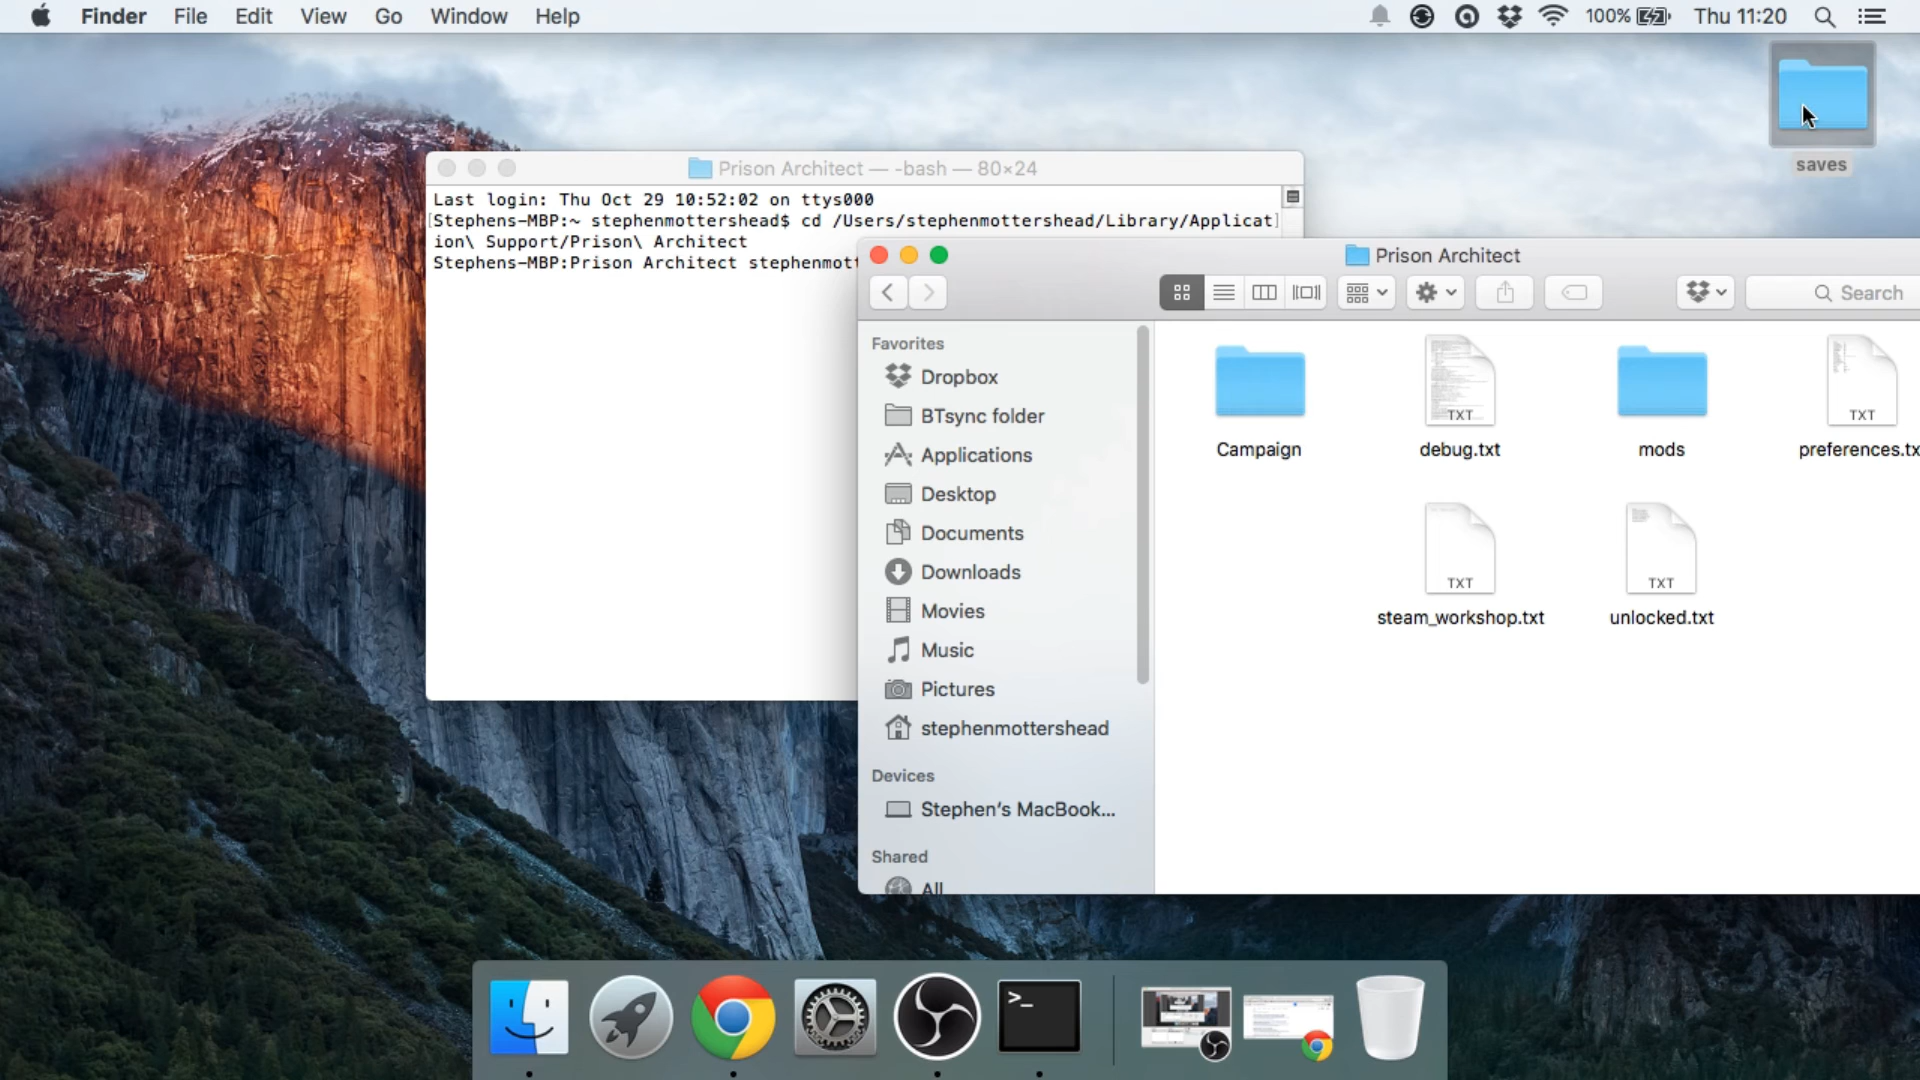 Finder File Edit View Go Window Help 100% Thu 11:20
saves
Prison Architect — -bash — 80×24
Last login: Thu Oct 29 10:52:02 on ttys000
[Stephens-MBP:~ stephenmottershead$ cd /Users/stephenmottershead/Library/Applicat]
ion\ Support/Prison\ Architect
Stephens-MBP:Prison Architect stephenmott
Prison Architect
Search
Favorites
Dropbox
BTsync folder
Applications
Desktop
Documents
Downloads
Movies
Music
Pictures
stephenmottershead
Devices
Stephen's MacBook...
Shared
All
TXT
TXT
Campaign
debug.txt
mods
preferences.tx
TXT
TXT
steam_workshop.txt
unlocked.txt
>_